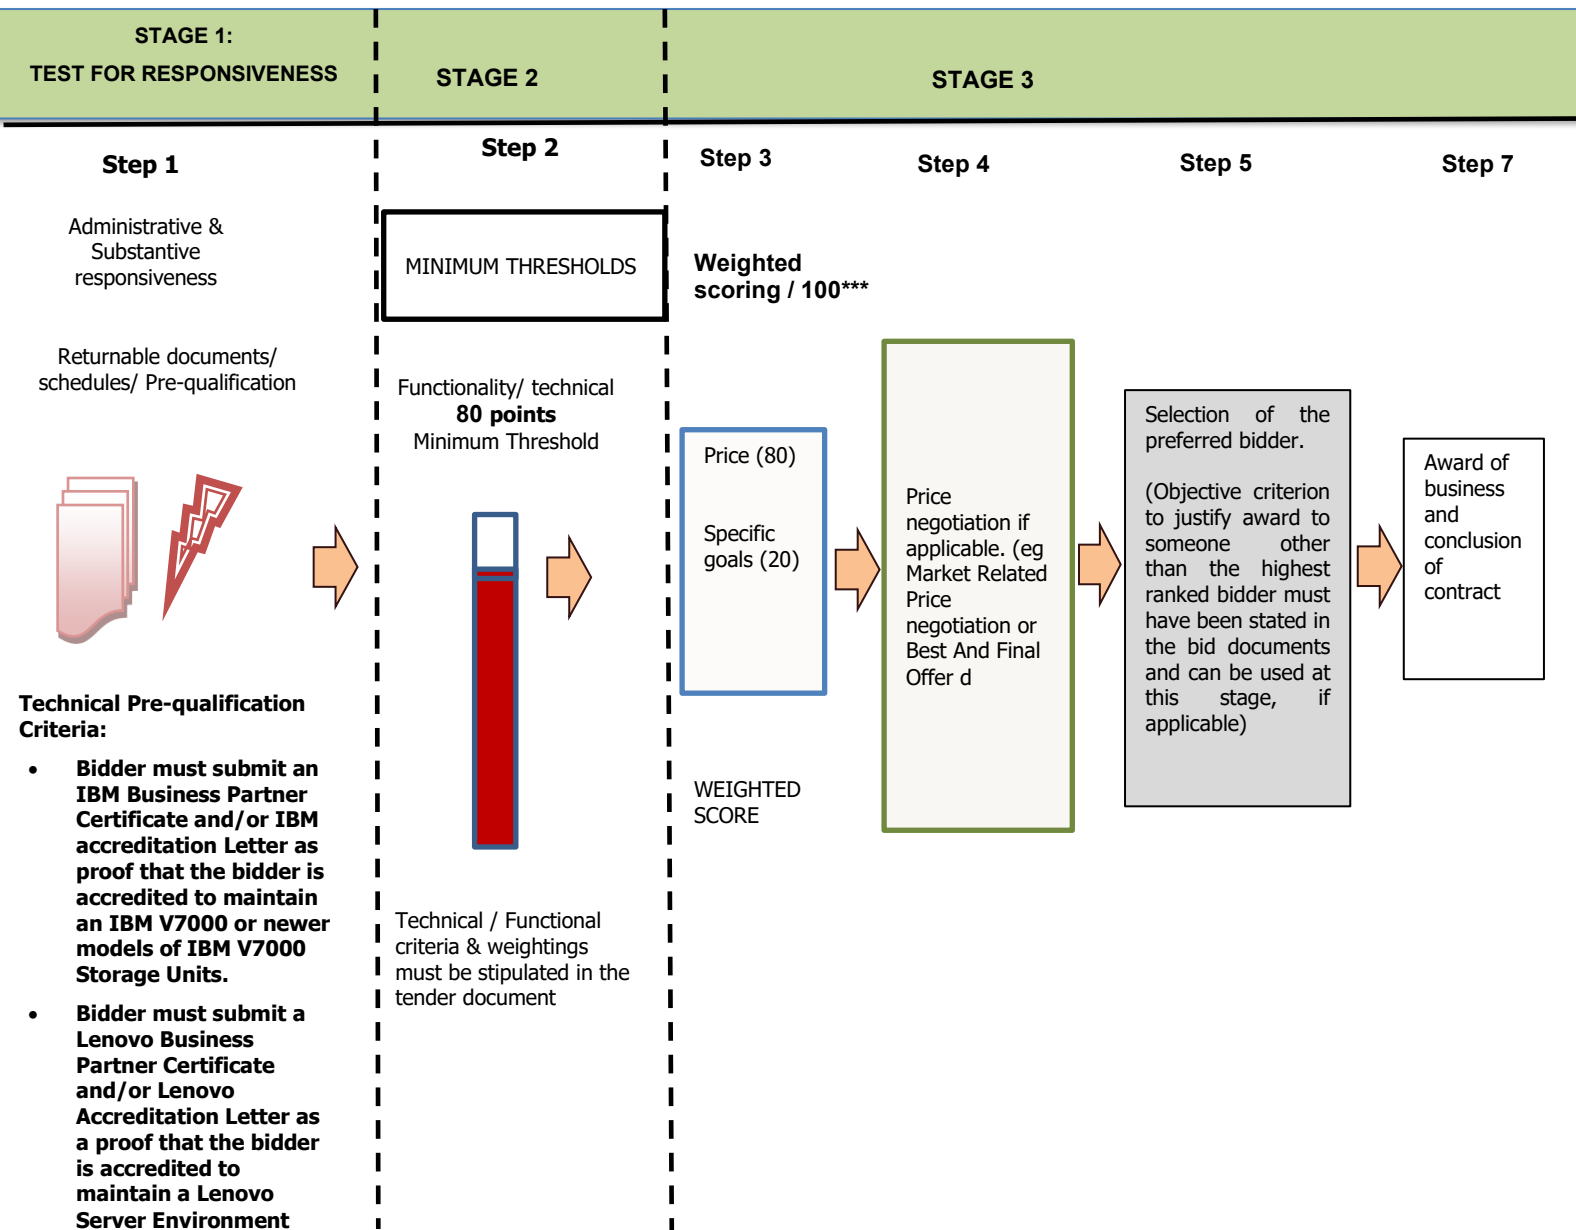 STAGE 1:
TEST FOR RESPONSIVENESS
STAGE 2
STAGE 3
Step 1
Step 2
Step 3
Step 4
Step 5
Step 7
Administrative &
Substantive
responsiveness
Returnable documents/
schedules/ Pre-qualification
Technical Pre-qualification
Criteria:
• Bidder must submit an
IBM Business Partner
Certificate and/or IBM
accreditation Letter as
proof that the bidder is
accredited to maintain
an IBM V7000 or newer
models of IBM V7000
Storage Units.
• Bidder must submit a
Lenovo Business
Partner Certificate
and/or Lenovo
Accreditation Letter as
a proof that the bidder
is accredited to
maintain a Lenovo
Server Environment
MINIMUM THRESHOLDS
Functionality/ technical
80 points
Minimum Threshold
Technical / Functional
criteria & weightings
must be stipulated in the
tender document
Weighted
scoring / 100***
Price (80)
Specific
goals (20)
WEIGHTED
SCORE
Price
negotiation if
applicable. (eg
Market Related
Price
negotiation or
Best And Final
Offer d
Selection of the
preferred bidder.
(Objective criterion
to justify award to
someone other
than the highest
ranked bidder must
have been stated in
the bid documents
and can be used at
this stage, if
applicable)
Award of
business
and
conclusion
of
contract